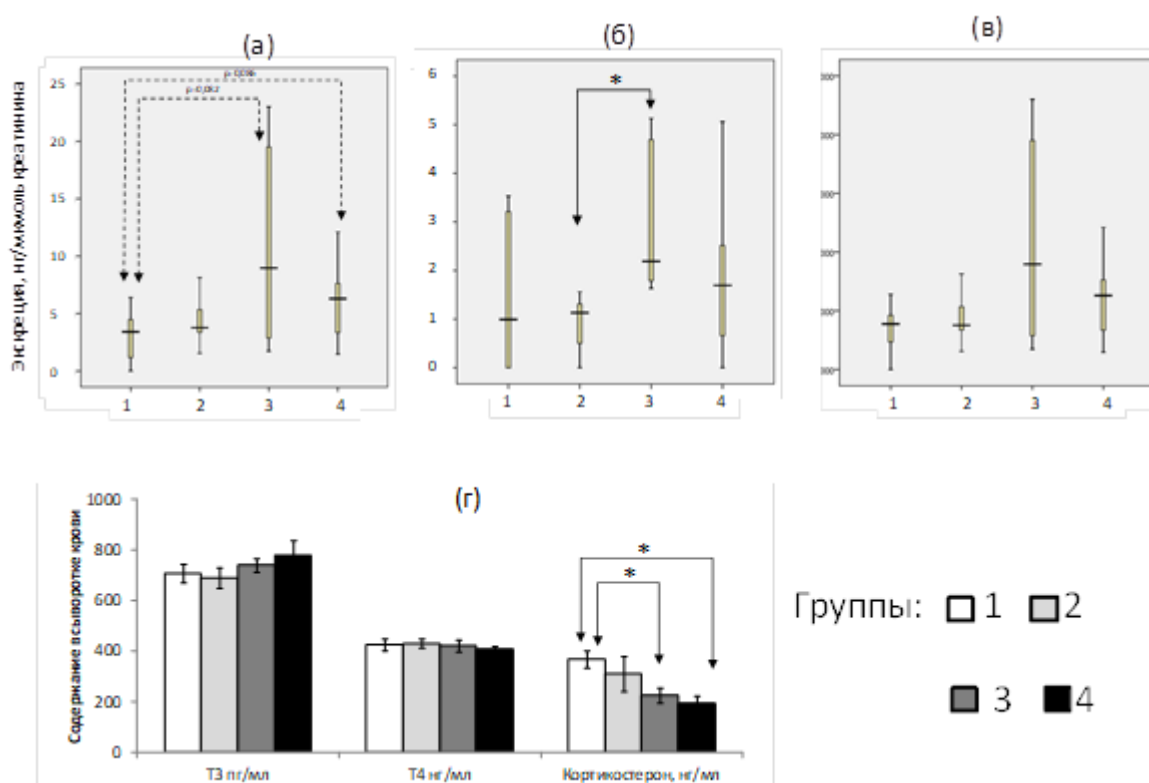 (а)
(б)
(в)
Экскреция, нг/мкмоль креатинина
25
20
15
10
5
0
1 2 3 4
*
6
5
4
3
2
1
0
1 2 3 4
1 2 3 4
(г)
Содержание всыворотке крови
1000
800
600
400
200
0
*
*
Т3 пг/мл Т4 нг/мл Кортикостерон, нг/мл
Группы: 1 2
3 4